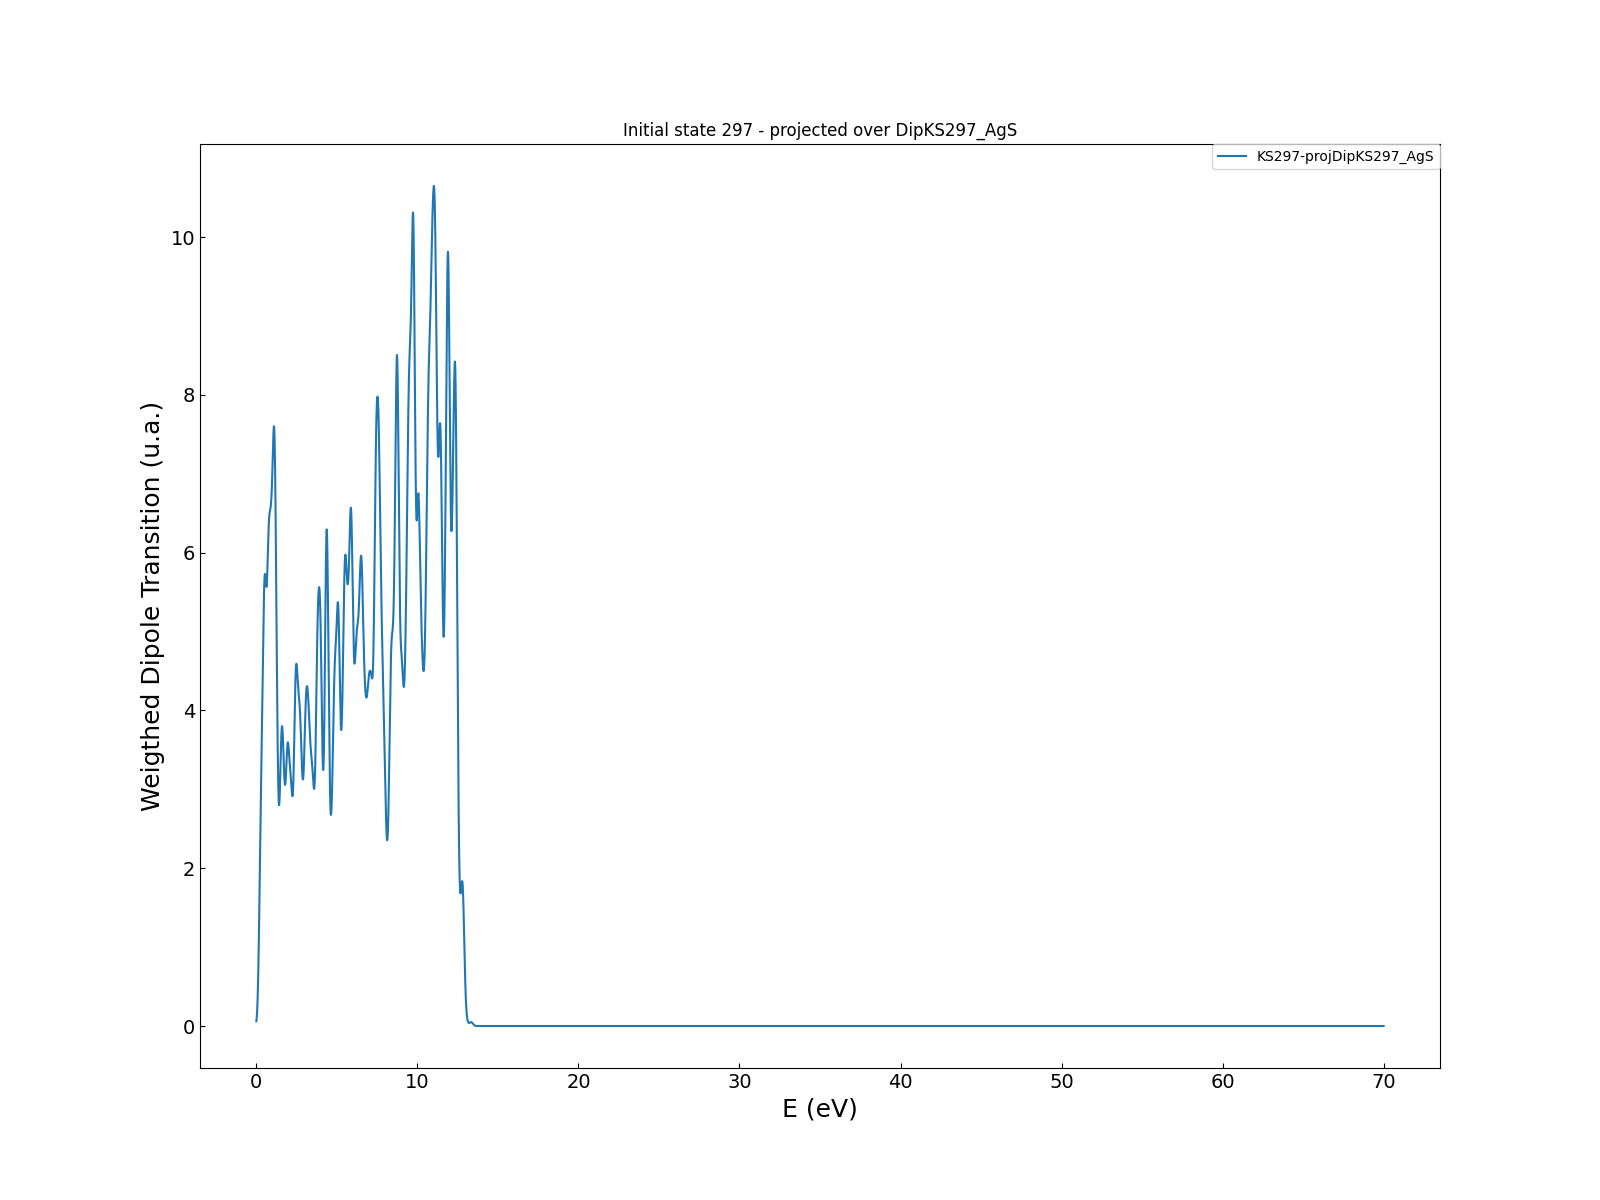 Initial state 297 - projected over DipKS297_AgS
KS297-projDipKS297_AgS
Weigthed Dipole Transition (u.a.)
10
8
6
4
2
0
0 10 20 30 40 50 60 70
E (eV)